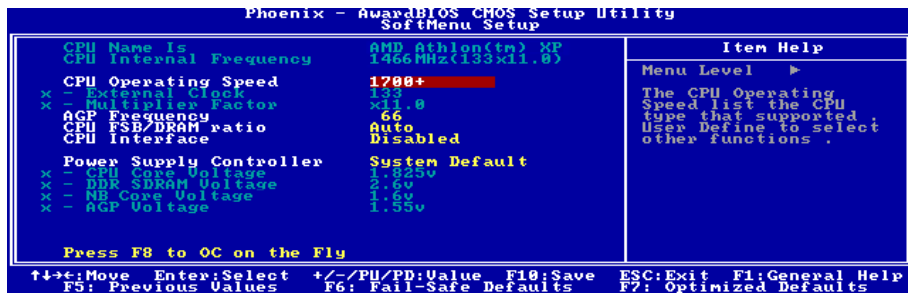 Phoenix - AwardBIOS CMOS Setup Utility
SoftMenu Setup
CPU Name Is AMD Athlon(tm) XP
CPU Internal Frequency 1466MHz(133x11.0)
CPU Operating Speed 1700+
x - External Clock 133
x - Multiplier Factor x11.0
AGP Frequency 66
CPU FSB/DRAM ratio Auto
CPU Interface Disabled
Power Supply Controller System Default
x - CPU Core Voltage 1.825v
x - DDR SDRAM Voltage 2.6v
x - NB Core Voltage 1.6v
x - AGP Voltage 1.55v
Press F8 to OC on the Fly
Item Help
Menu Level ►
The CPU Operating
Speed list the CPU
type that supported .
User Define to select
other functions .
↑↓→←:Move Enter:Select +/-/PU/PD:Value F10:Save ESC:Exit F1:General Help
F5: Previous Values F6: Fail-Safe Defaults F7: Optimized Defaults